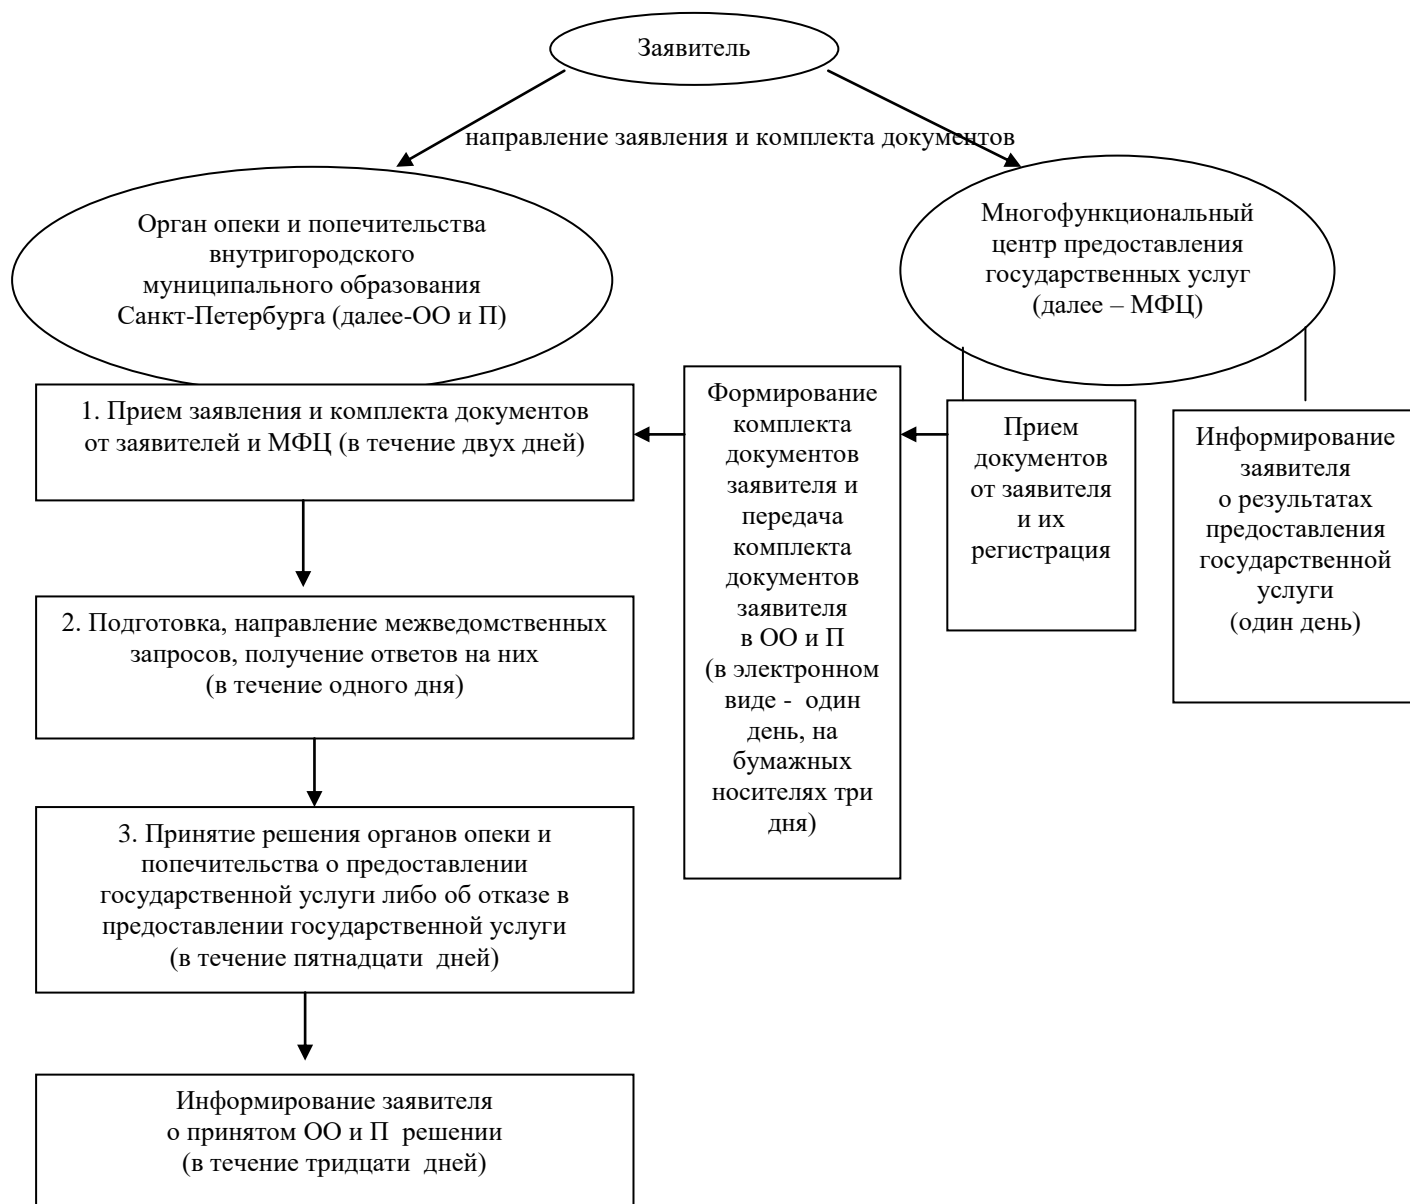 Заявитель
направление заявления и комплекта документов
Орган опеки и попечительства
внутригородского
муниципального образования
Санкт-Петербурга (далее-ОО и П)
Многофункциональный
центр предоставления
государственных услуг
(далее – МФЦ)
1. Прием заявления и комплекта документов
от заявителей и МФЦ (в течение двух дней)
Формирование
комплекта
документов
заявителя и
передача
комплекта
документов
заявителя
в ОО и П
(в электронном
виде - один
день, на
бумажных
носителях три
дня)
Прием
документов
от заявителя
и их
регистрация
Информирование
заявителя
о результатах
предоставления
государственной
услуги
(один день)
2. Подготовка, направление межведомственных
запросов, получение ответов на них
(в течение одного дня)
3. Принятие решения органов опеки и
попечительства о предоставлении
государственной услуги либо об отказе в
предоставлении государственной услуги
(в течение пятнадцати дней)
Информирование заявителя
о принятом ОО и П решении
(в течение тридцати дней)